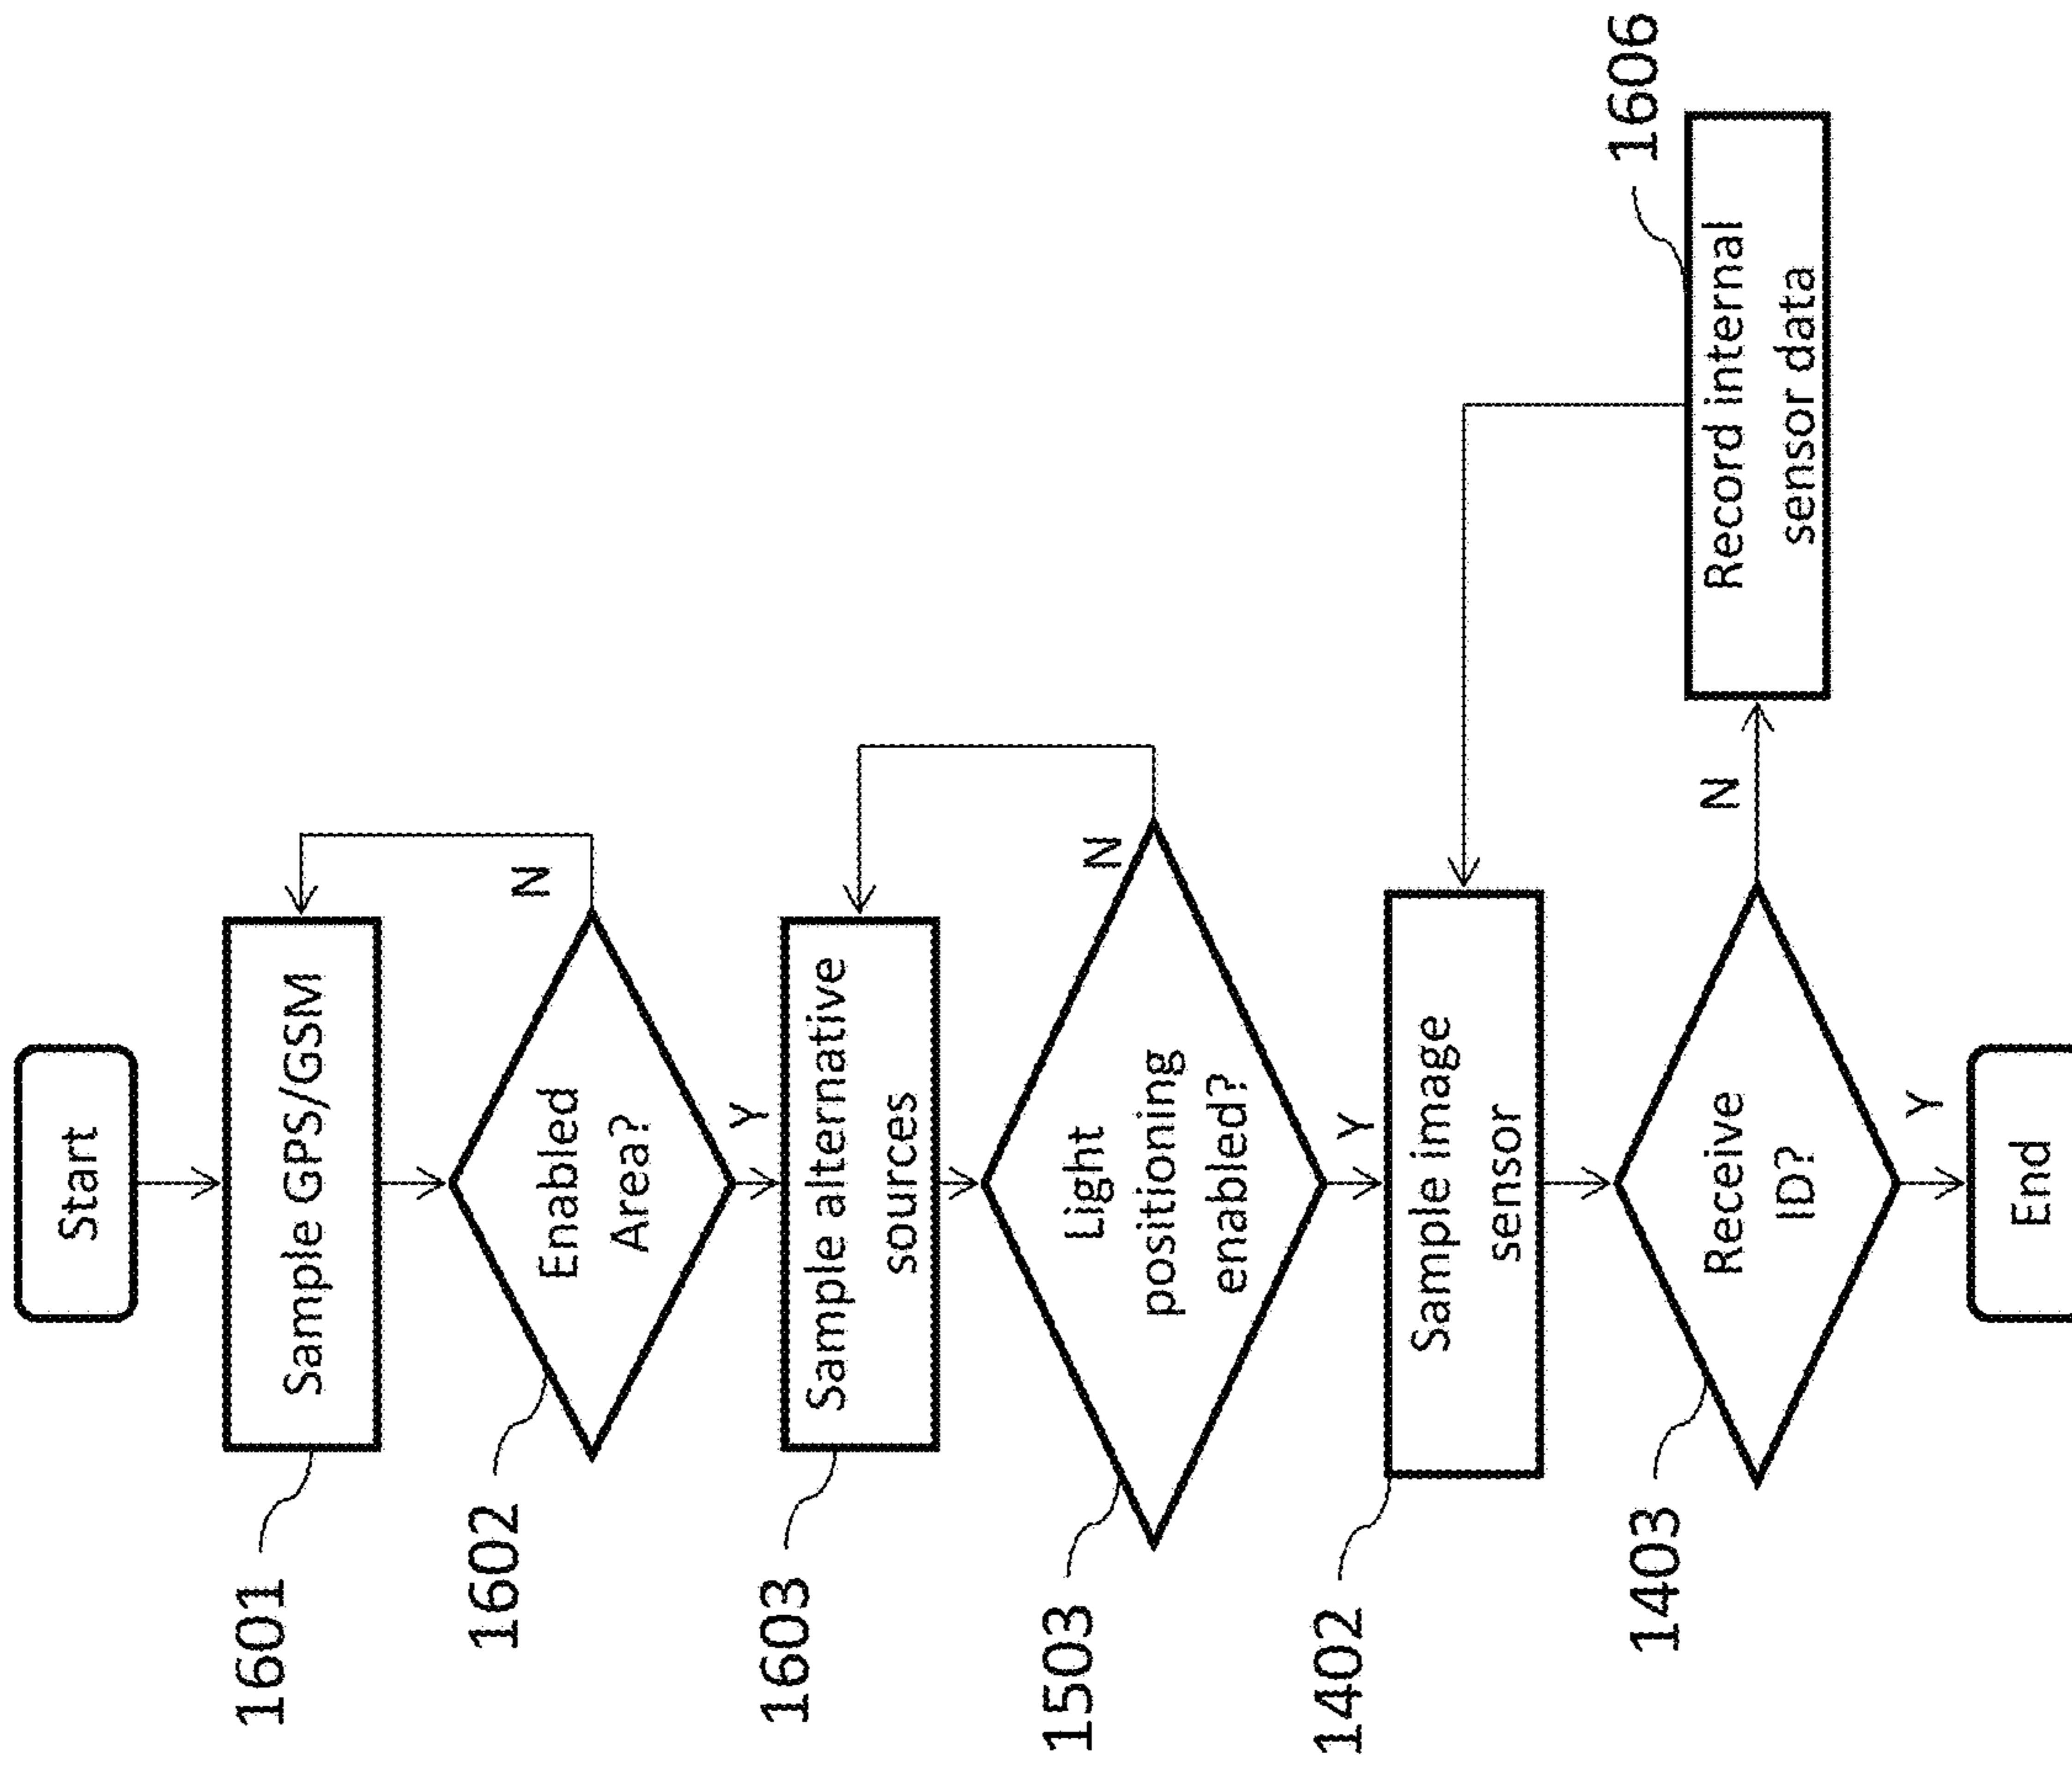 Start
1601
Sample GPS/GSM
1602
Enabled
Area?
N
Y
1603
Sample alternative
sources
1503
Light
positioning
enabled?
N
Y
1402
Sample image
sensor
1403
Receive
ID?
N
1606
Record internal
sensor data
Y
End